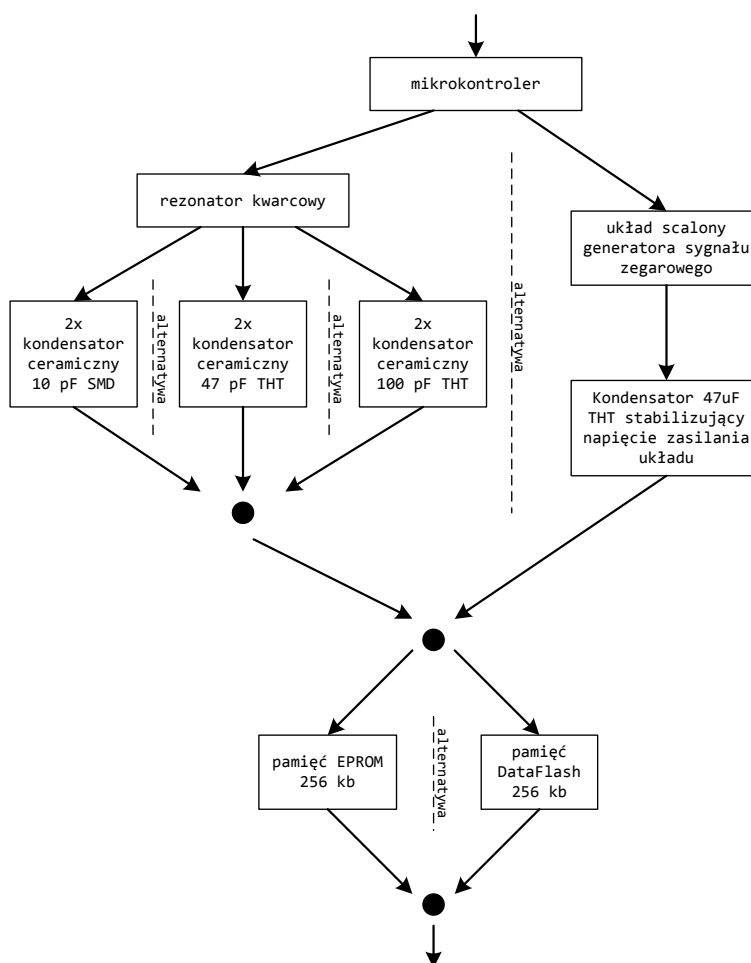 mikrokontroler
rezonator kwarcowy
układ scalony
generatora sygnału
zegarowego
alternatywa
2x
kondensator
ceramiczny
10 pF SMD
alternatywa
2x
kondensator
ceramiczny
47 pF THT
alternatywa
2x
kondensator
ceramiczny
100 pF THT
Kondensator 47uF
THT stabilizujący
napięcie zasilania
układu
pamięć EPROM
256 kb
alternatywa
pamięć
DataFlash
256 kb